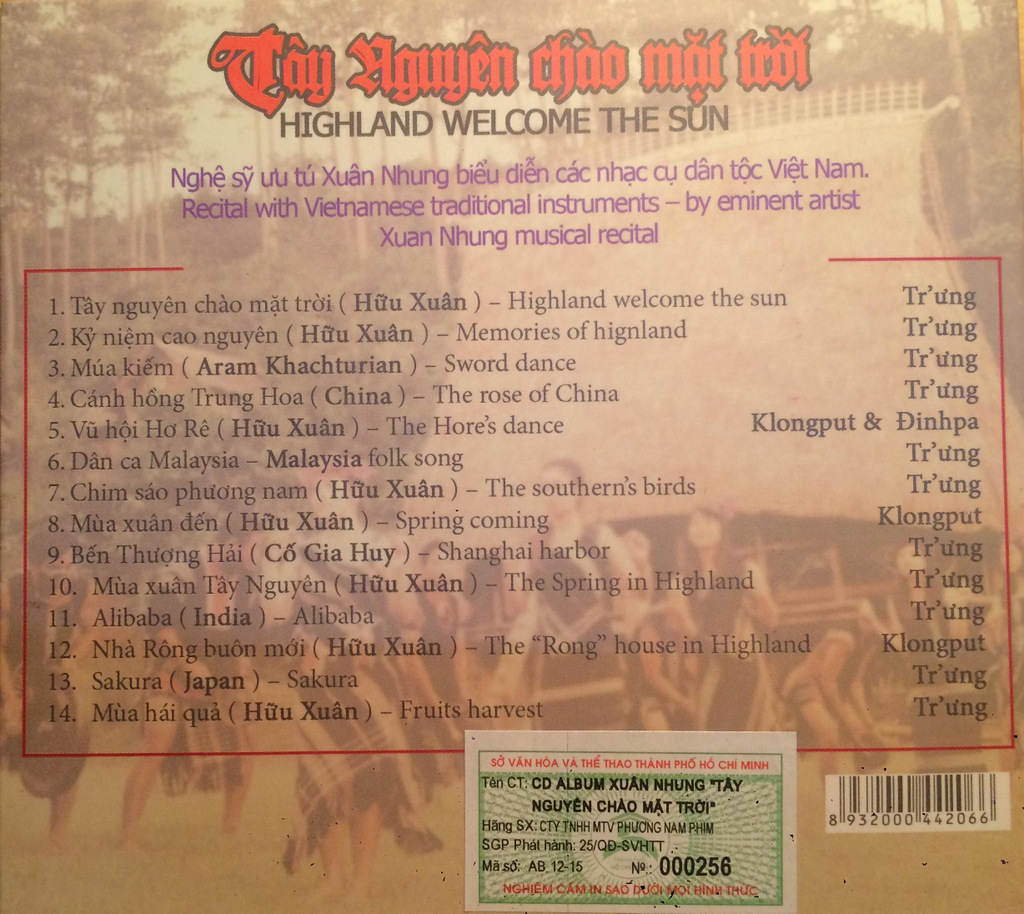 Tây Nguyên chào mặt trời
HIGHLAND WELCOME THE SUN
Nghệ sỹ ưu tú Xuân Nhung biểu diễn các nhạc cụ dân tộc Việt Nam.
Recital with Vietnamese traditional instruments – by eminent artist
Xuan Nhung musical recital
1. Tây nguyên chào mặt trời ( Hữu Xuân ) – Highland welcome the sun Tr’ưng
2. Kỷ niệm cao nguyên ( Hữu Xuân ) – Memories of hignland Tr’ưng
3. Múa kiếm ( Aram Khachturian ) – Sword dance Tr’ưng
4. Cánh hồng Trung Hoa ( China ) – The rose of China Tr’ưng
5. Vũ hội Hơ Rê ( Hữu Xuân ) – The Hore’s dance Klongput & Đinhpa
6. Dân ca Malaysia – Malaysia folk song Tr’ưng
7. Chim sáo phương nam ( Hữu Xuân ) – The southern’s birds Tr’ưng
8. Mùa xuân đến ( Hữu Xuân ) – Spring coming Klongput
9. Bến Thượng Hải ( Cố Gia Huy ) – Shanghai harbor Tr’ưng
10. Mùa xuân Tây Nguyên ( Hữu Xuân ) – The Spring in Highland Tr’ưng
11. Alibaba ( India ) – Alibaba Tr’ưng
12. Nhà Rông buôn mới ( Hữu Xuân ) – The “Rong” house in Highland Klongput
13. Sakura ( Japan ) – Sakura Tr’ưng
14. Mùa hái quả ( Hữu Xuân ) – Fruits harvest Tr’ưng
SỞ VĂN HÓA VÀ THỂ THAO THÀNH PHỐ HỒ CHÍ MINH
Tên CT: CD ALBUM XUÂN NHUNG "TÂY
NGUYÊN CHÀO MẶT TRỜI"
Hãng SX: CTY TNHH MTV PHƯƠNG NAM PHIM
SGP Phát hành: 25/QĐ-SVHTT
Mã số: AB 12-15 Nº.: 000256
NGHIÊM CẤM IN SAO DƯỚI MỌI HÌNH THỨC
8 932000 442066